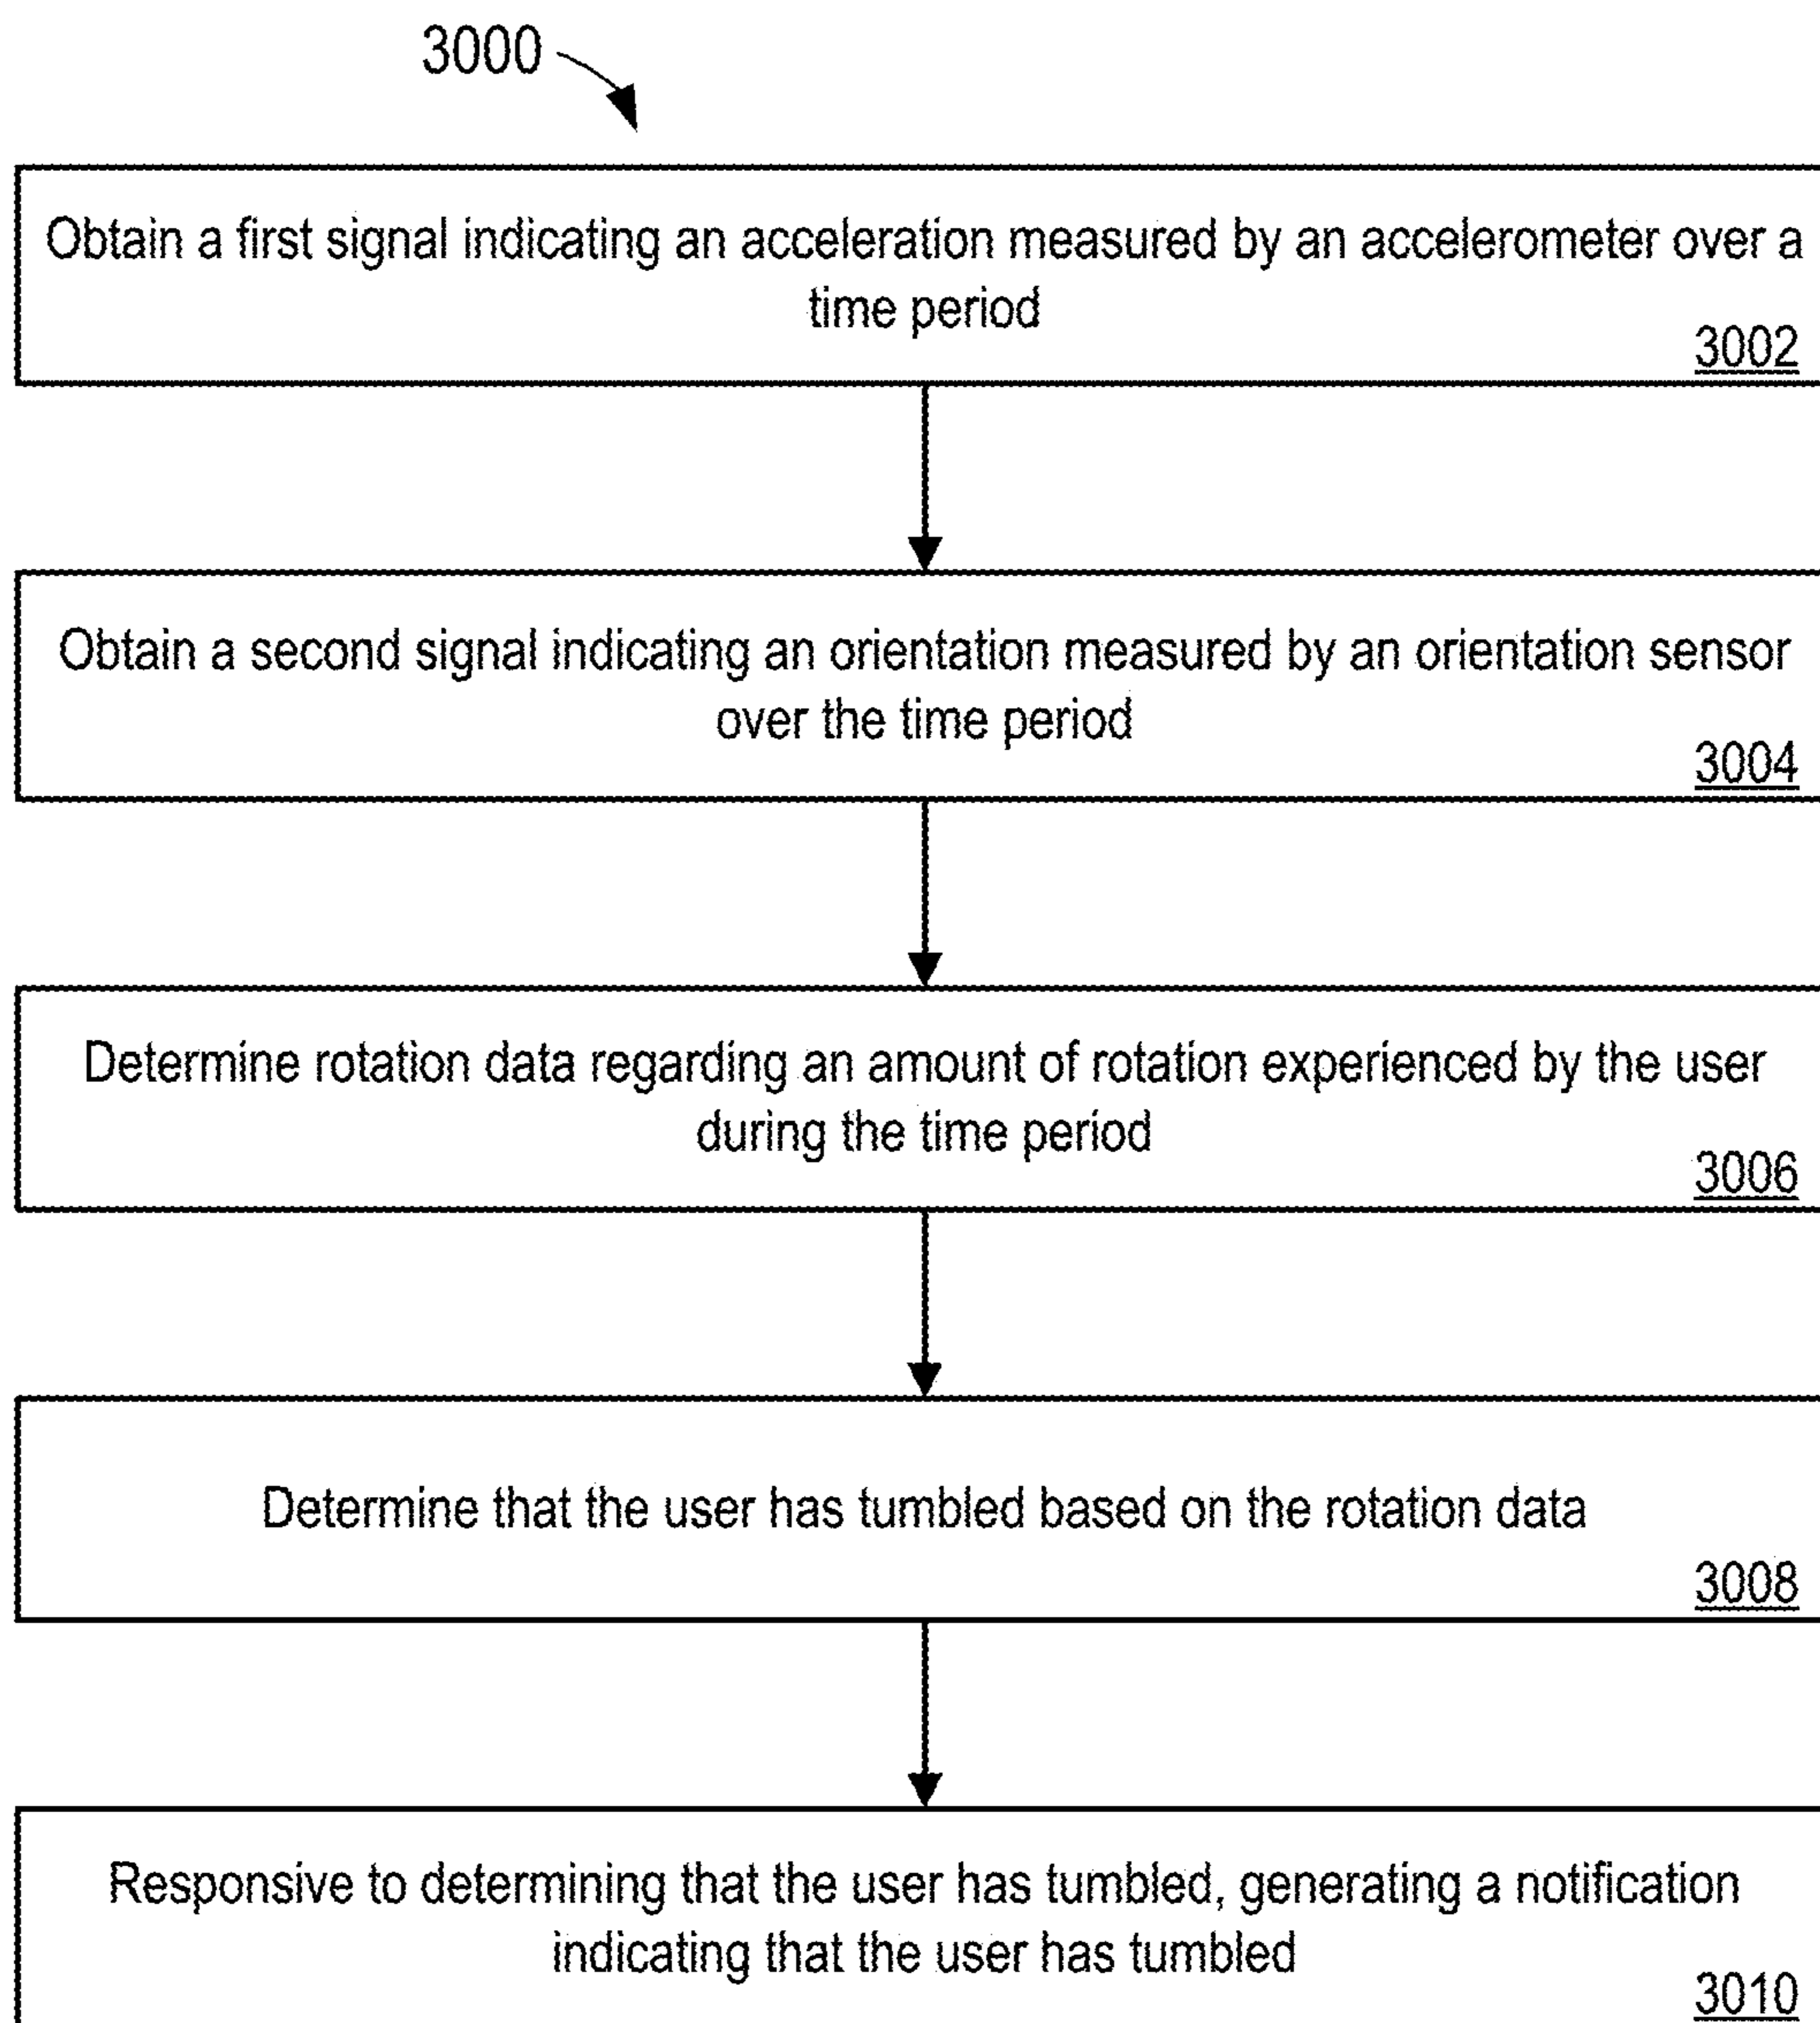 3000
Obtain a first signal indicating an acceleration measured by an accelerometer over a
time period
3002
Obtain a second signal indicating an orientation measured by an orientation sensor
over the time period
3004
Determine rotation data regarding an amount of rotation experienced by the user
during the time period
3006
Determine that the user has tumbled based on the rotation data
3008
Responsive to determining that the user has tumbled, generating a notification
indicating that the user has tumbled
3010